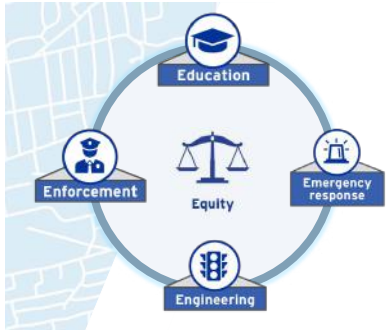 Education
Enforcement
Equity
Emergency
response
Engineering